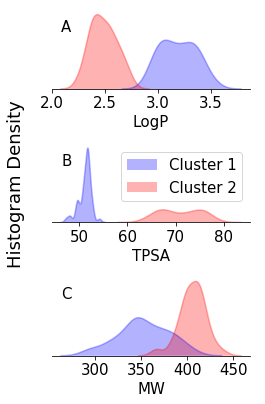 A
2.0 2.5 3.0 3.5
LogP
Histogram Density
B
Cluster 1
Cluster 2
50 60 70 80
TPSA
C
300 350 400 450
MW